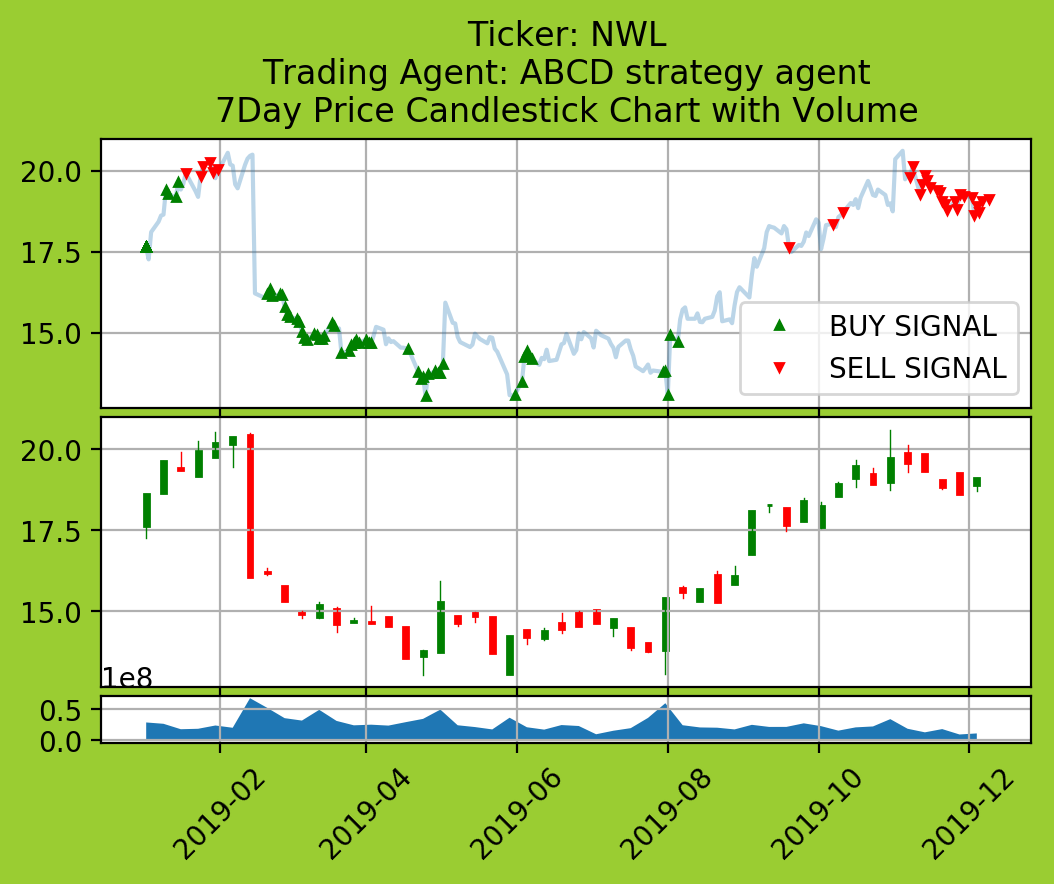 Ticker: NWL
Trading Agent: ABCD strategy agent
7Day Price Candlestick Chart with Volume
20.0
17.5
15.0
BUY SIGNAL
SELL SIGNAL
20.0
17.5
15.0
1e8
0.5
0.0
2019-02
2019-04
2019-06
2019-08
2019-10
2019-12